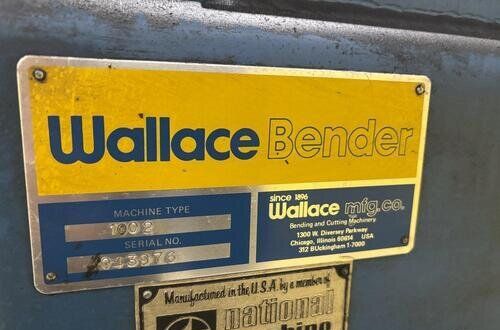 Wallace Bender
MACHINE TYPE
1002
SERIAL NO.
since 1896
Wallace mfg.co.
Bending and Cutting Machinery
1300 W. Diversey Parkway
Chicago, Illinois 60614 USA
312 BUckingham 1-7000
Manufactured in the U.S.A. by a member of
national